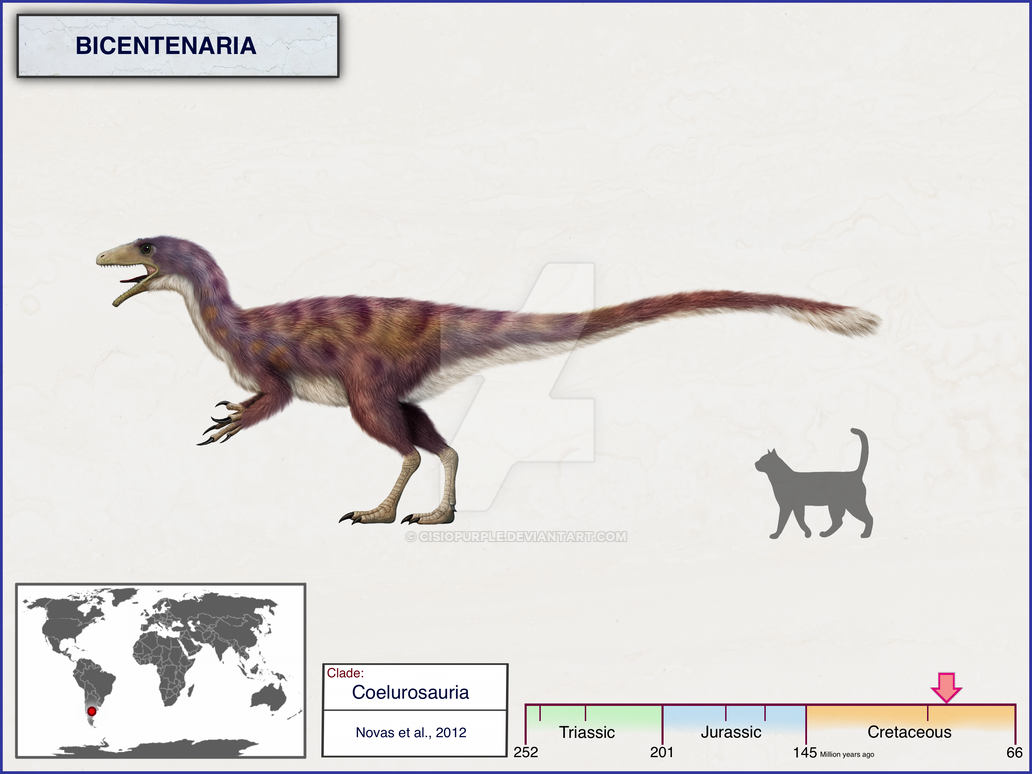 BICENTENARIA
© CISIOPURPLE.DEVIANTART.COM
Clade:
Coelurosauria
Novas et al., 2012
Triassic
Jurassic
Cretaceous
252
201
145 Million years ago
66